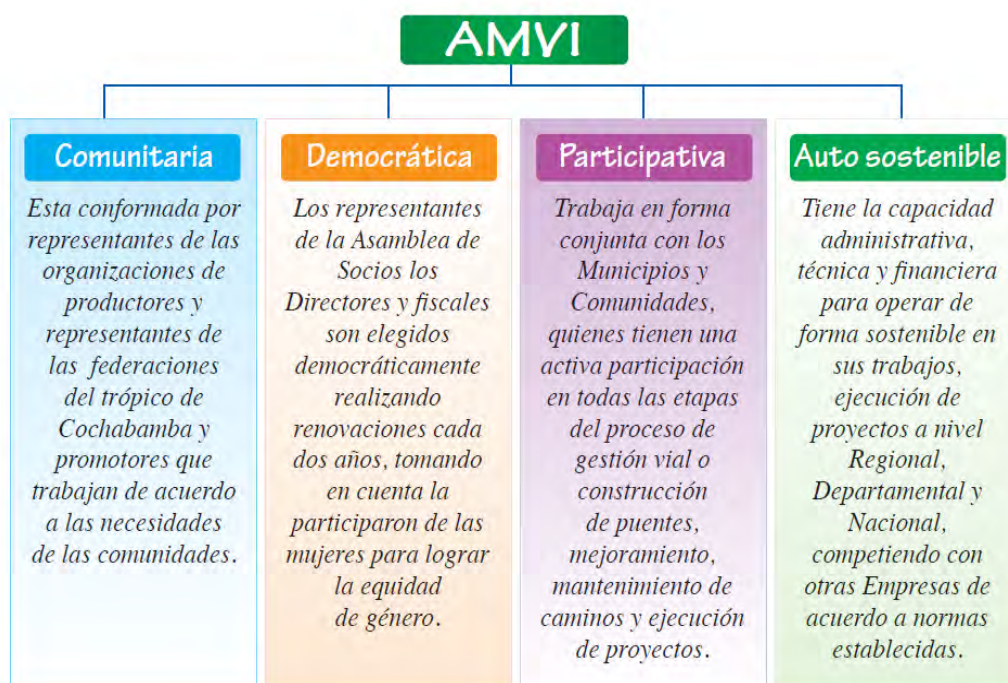 AMVI
Comunitaria
Esta conformada por
representantes de las
organizaciones de
productores y
representantes de
las federaciones
del trópico de
Cochabamba y
promotores que
trabajan de acuerdo
a las necesidades
de las comunidades.
Democrática
Los representantes
de la Asamblea de
Socios los
Directores y fiscales
son elegidos
democráticamente
realizando
renovaciones cada
dos años, tomando
en cuenta la
participaron de las
mujeres para lograr
la equidad
de género.
Participativa
Trabaja en forma
conjunta con los
Municipios y
Comunidades,
quienes tienen una
activa participación
en todas las etapas
del proceso de
gestión vial o
construcción
de puentes,
mejoramiento,
mantenimiento de
caminos y ejecución
de proyectos.
Auto sostenible
Tiene la capacidad
administrativa,
técnica y financiera
para operar de
forma sostenible en
sus trabajos,
ejecución de
proyectos a nivel
Regional,
Departamental y
Nacional,
competiendo con
otras Empresas de
acuerdo a normas
establecidas.